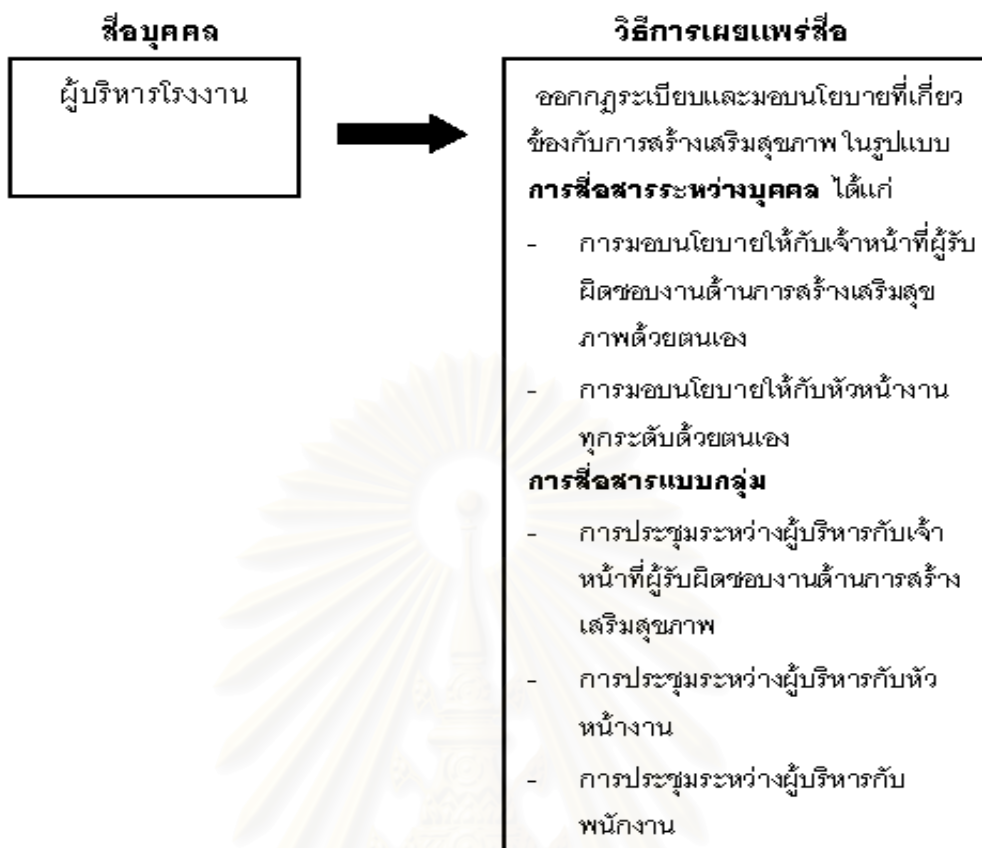 สื่อบุคคล
ผู้บริหารโรงงาน
วิธีการเผยแพร่สื่อ
ออกกฎระเบียบและมอบนโยบายที่เกี่ยว
ข้องกับการสร้างเสริมสุขภาพ ในรูปแบบ
การสื่อสารระหว่างบุคคล ได้แก่
- การมอบนโยบายให้กับเจ้าหน้าที่ผู้รับ
ผิดชอบงานด้านการสร้างเสริมสุข
ภาพด้วยตนเอง
- การมอบนโยบายให้กับหัวหน้างาน
ทุกระดับด้วยตนเอง
การสื่อสารแบบกลุ่ม
- การประชุมระหว่างผู้บริหารกับเจ้า
หน้าที่ผู้รับผิดชอบงานด้านการสร้าง
เสริมสุขภาพ
- การประชุมระหว่างผู้บริหารกับหัว
หน้างาน
- การประชุมระหว่างผู้บริหารกับ
พนักงาน